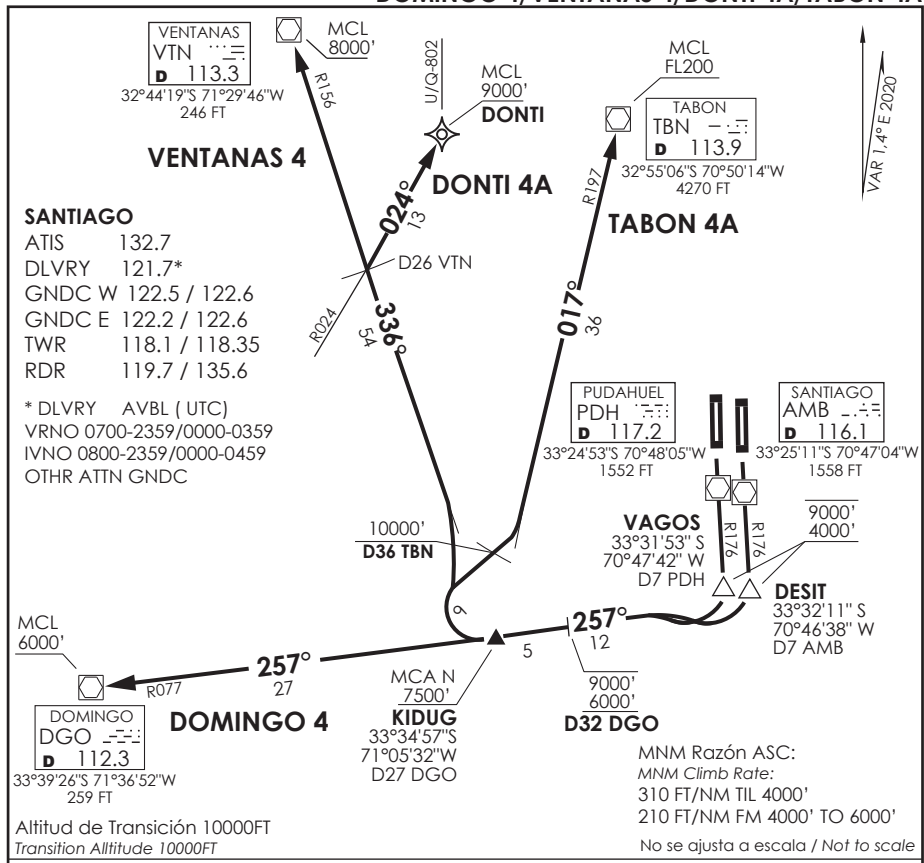 DOMINGO 4, VENTANAS 4, DONTI 4A, TABON 4A
VENTANAS
VTN
D 113.3
32°44'19"S 71°29'46"W
246 FT
MCL
8000'
R156
VENTANAS 4
U/Q-802
MCL
9000'
DONTI
DONTI 4A
024°
13
D26 VTN
R024
336°
54
MCL
FL200
TABON
TBN
D 113.9
32°55'06"S 70°50'14"W
4270 FT
R197
TABON 4A
017°
36
VAR 1,4° E 2020
SANTIAGO
ATIS 132.7
DLVRY 121.7*
GNDC W 122.5 / 122.6
GNDC E 122.2 / 122.6
TWR 118.1 / 118.35
RDR 119.7 / 135.6
* DLVRY AVBL ( UTC)
VRNO 0700-2359/0000-0359
IVNO 0800-2359/0000-0459
OTHR ATTN GNDC
PUDAHUEL
PDH
D 117.2
33°24'53"S 70°48'05"W
1552 FT
SANTIAGO
AMB
D 116.1
33°25'11"S 70°47'04"W
1558 FT
10000'
D36 TBN
VAGOS
33°31'53" S
70°47'42" W
D7 PDH
R176
R176
9000'
4000'
DESIT
33°32'11" S
70°46'38" W
D7 AMB
9
257°
12
5
MCL
6000'
R077
257°
27
DOMINGO 4
DOMINGO
DGO
D 112.3
33°39'26"S 71°36'52"W
259 FT
MCA N
7500'
KIDUG
33°34'57"S
71°05'32"W
D27 DGO
9000'
6000'
D32 DGO
MNM Razón ASC:
MNM Climb Rate:
310 FT/NM TIL 4000'
210 FT/NM FM 4000' TO 6000'
Altitud de Transición 10000FT
Transition Alltitude 10000FT
No se ajusta a escala / Not to scale